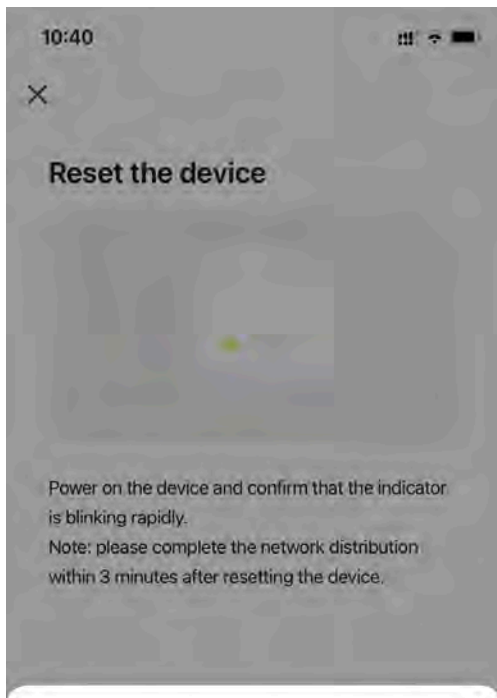 10:40
Reset the device
Power on the device and confirm that the indicator
is blinking rapidly.
Note: please complete the network distribution
within 3 minutes after resetting the device.